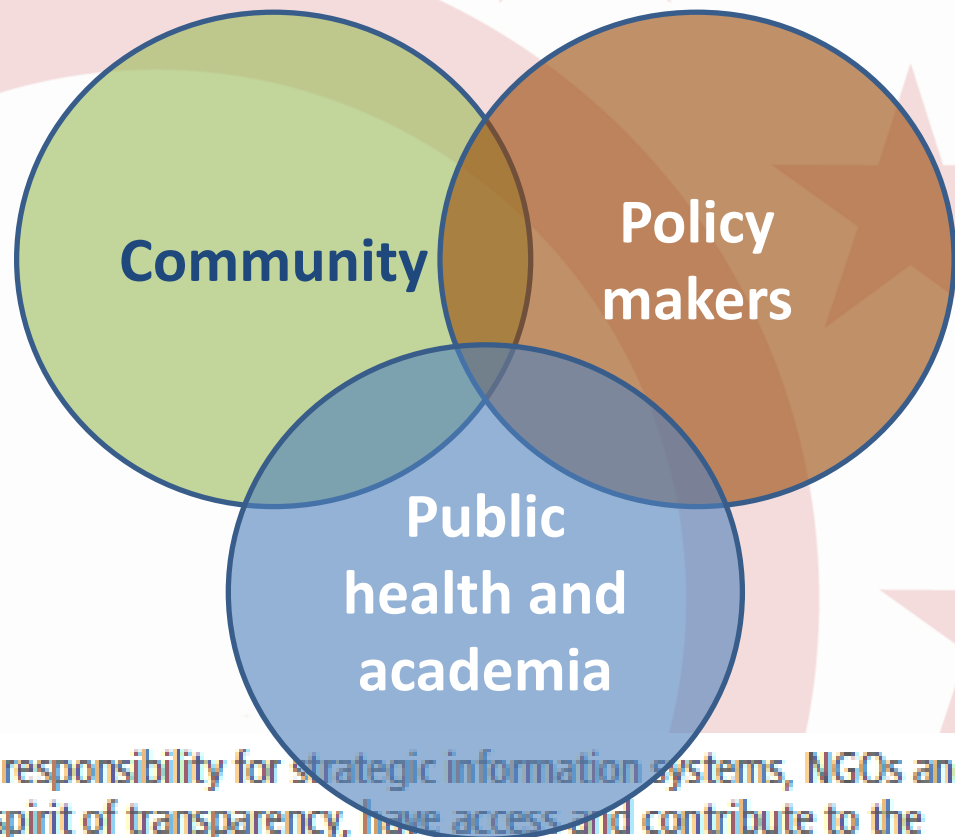 Community
Policy
makers
Public
health and
academia
responsibility for strategic information systems, NGOs an
spirit of transparency, have access and contribute to the